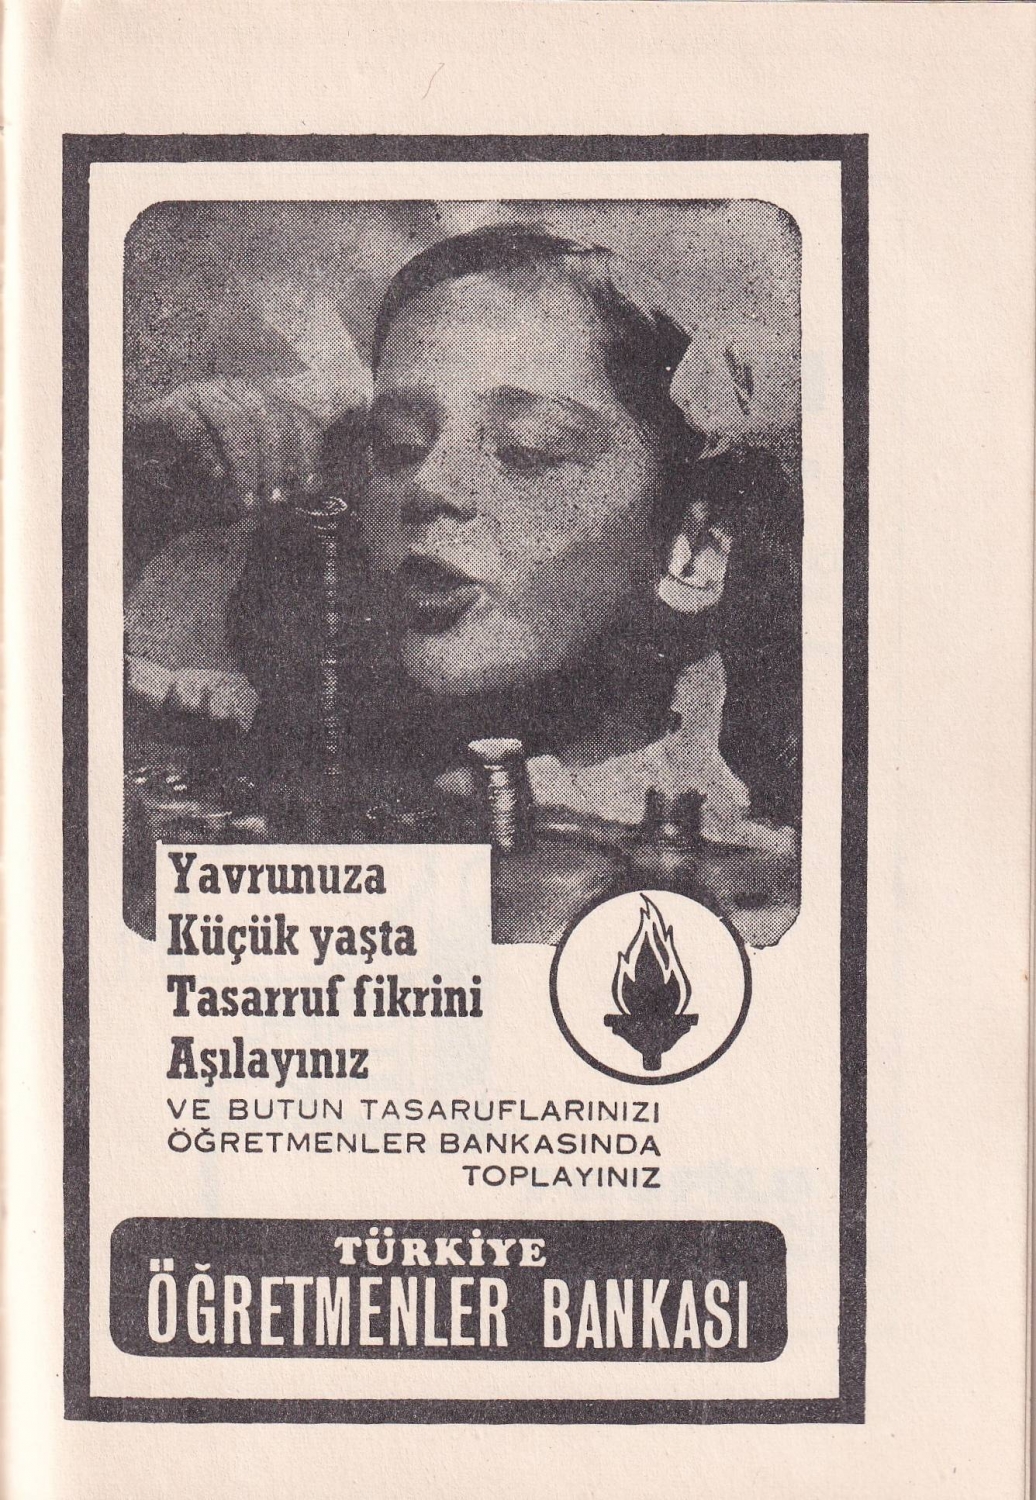 Yavrunuza
Küçük yaşta
Tasarruf fikrini
Aşılayınız
VE BUTUN TASARUFLARINIZI
ÖĞRETMENLER BANKASINDA
TOPLAYINIZ
TÜRKİYE
ÖĞRETMENLER BANKASI